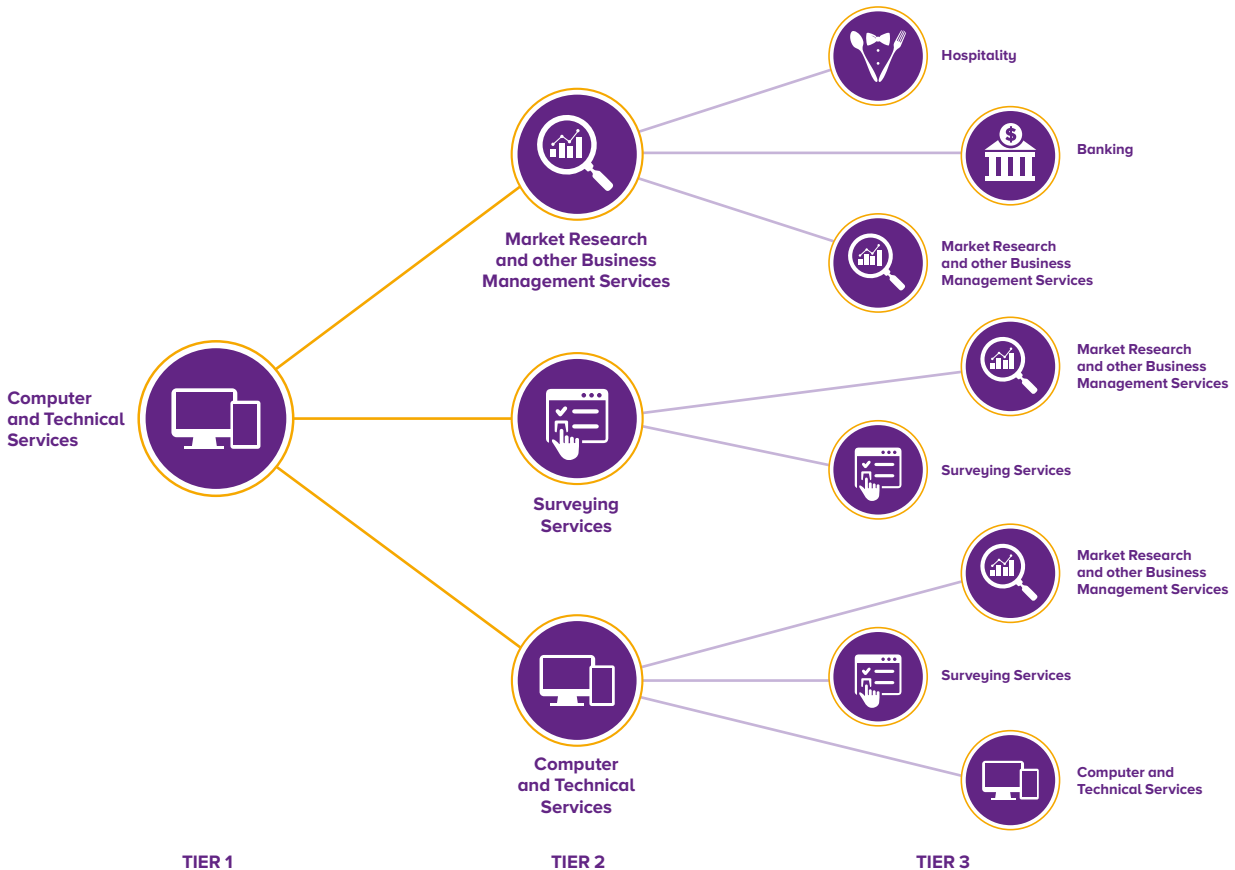 Hospitality
Banking
Market Research
and other Business
Management Services
Market Research
and other Business
Management Services
Market Research
and other Business
Management Services
Computer
and Technical
Services
Surveying Services
Surveying
Services
Market Research
and other Business
Management Services
Surveying Services
Computer
and Technical
Services
Computer and
Technical Services
TIER 1
TIER 2
TIER 3
$